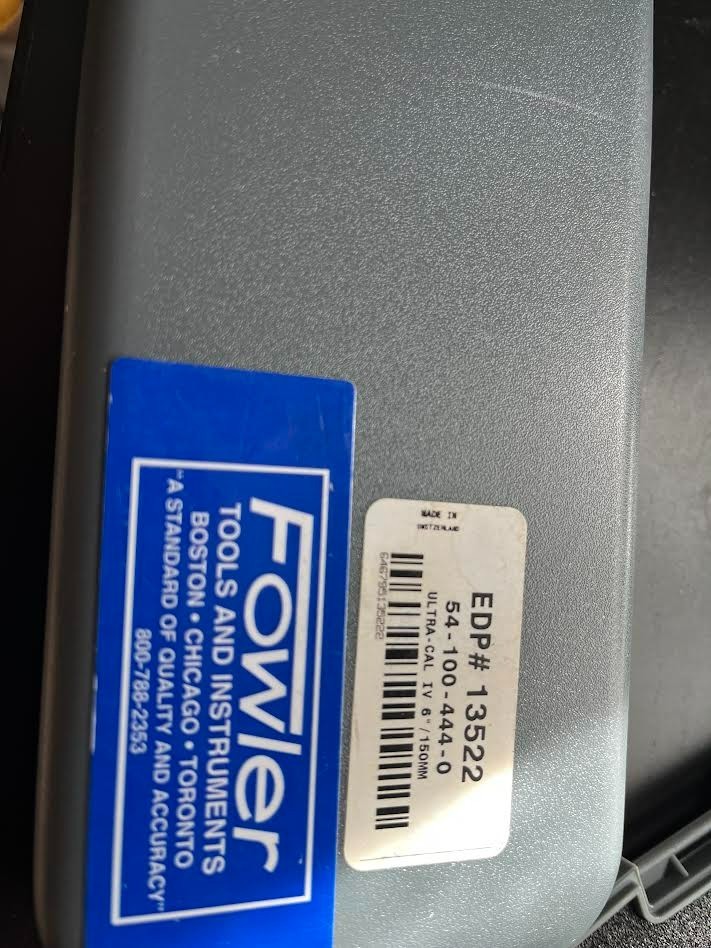 Fowler
TOOLS AND INSTRUMENTS
BOSTON • CHICAGO • TORONTO
"A STANDARD OF QUALITY AND ACCURACY"
800-788-2353
EDP# 13522
54-100-444-0
ULTRA-CAL IV 6"/150MM
MADE IN
SWITZERLAND